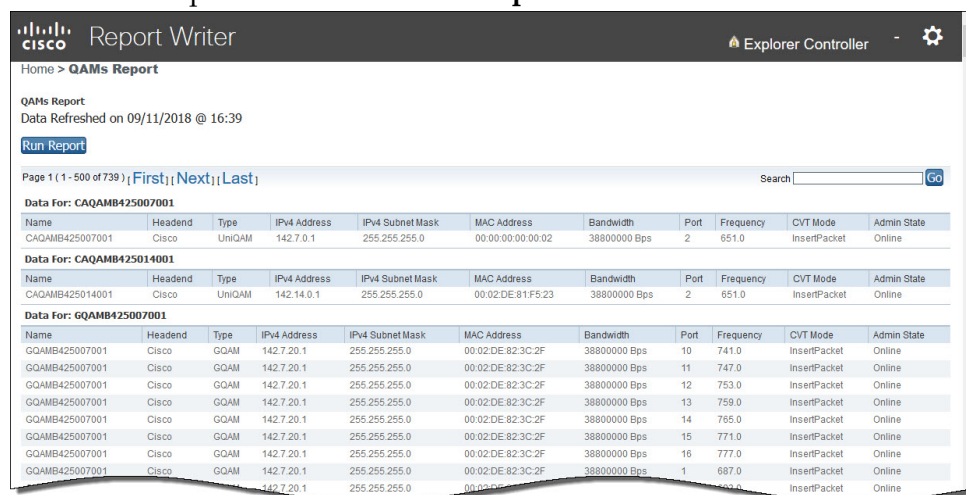 cisco Report Writer Explorer Controller -
Home > QAMs Report
QAMs Report
Data Refreshed on 09/11/2018 @ 16:39
Run Report
Page 1 ( 1 - 500 of 739 ) [ First ] [ Next ] [ Last ] Search Go
Data For: CAQAMB425007001
Name Headend Type IPv4 Address IPv4 Subnet Mask MAC Address Bandwidth Port Frequency CVT Mode Admin State
CAQAMB425007001 Cisco UniQAM 142.7.0.1 255.255.255.0 00:00:00:00:00:02 38800000 Bps 2 651.0 InsertPacket Online
Data For: CAQAMB425014001
Name Headend Type IPv4 Address IPv4 Subnet Mask MAC Address Bandwidth Port Frequency CVT Mode Admin State
CAQAMB425014001 Cisco UniQAM 142.14.0.1 255.255.255.0 00:02:DE:81:F5:23 38800000 Bps 2 651.0 InsertPacket Online
Data For: GQAMB425007001
Name Headend Type IPv4 Address IPv4 Subnet Mask MAC Address Bandwidth Port Frequency CVT Mode Admin State
GQAMB425007001 Cisco GQAM 142.7.20.1 255.255.255.0 00:02:DE:82:3C:2F 38800000 Bps 10 741.0 InsertPacket Online
GQAMB425007001 Cisco GQAM 142.7.20.1 255.255.255.0 00:02:DE:82:3C:2F 38800000 Bps 11 747.0 InsertPacket Online
GQAMB425007001 Cisco GQAM 142.7.20.1 255.255.255.0 00:02:DE:82:3C:2F 38800000 Bps 12 753.0 InsertPacket Online
GQAMB425007001 Cisco GQAM 142.7.20.1 255.255.255.0 00:02:DE:82:3C:2F 38800000 Bps 13 759.0 InsertPacket Online
GQAMB425007001 Cisco GQAM 142.7.20.1 255.255.255.0 00:02:DE:82:3C:2F 38800000 Bps 14 765.0 InsertPacket Online
GQAMB425007001 Cisco GQAM 142.7.20.1 255.255.255.0 00:02:DE:82:3C:2F 38800000 Bps 15 771.0 InsertPacket Online
GQAMB425007001 Cisco GQAM 142.7.20.1 255.255.255.0 00:02:DE:82:3C:2F 38800000 Bps 16 777.0 InsertPacket Online
GQAMB425007001 Cisco GQAM 142.7.20.1 255.255.255.0 00:02:DE:82:3C:2F 38800000 Bps 1 687.0 InsertPacket Online
142.7.20.1 255.255.255.0 InsertPacket Online